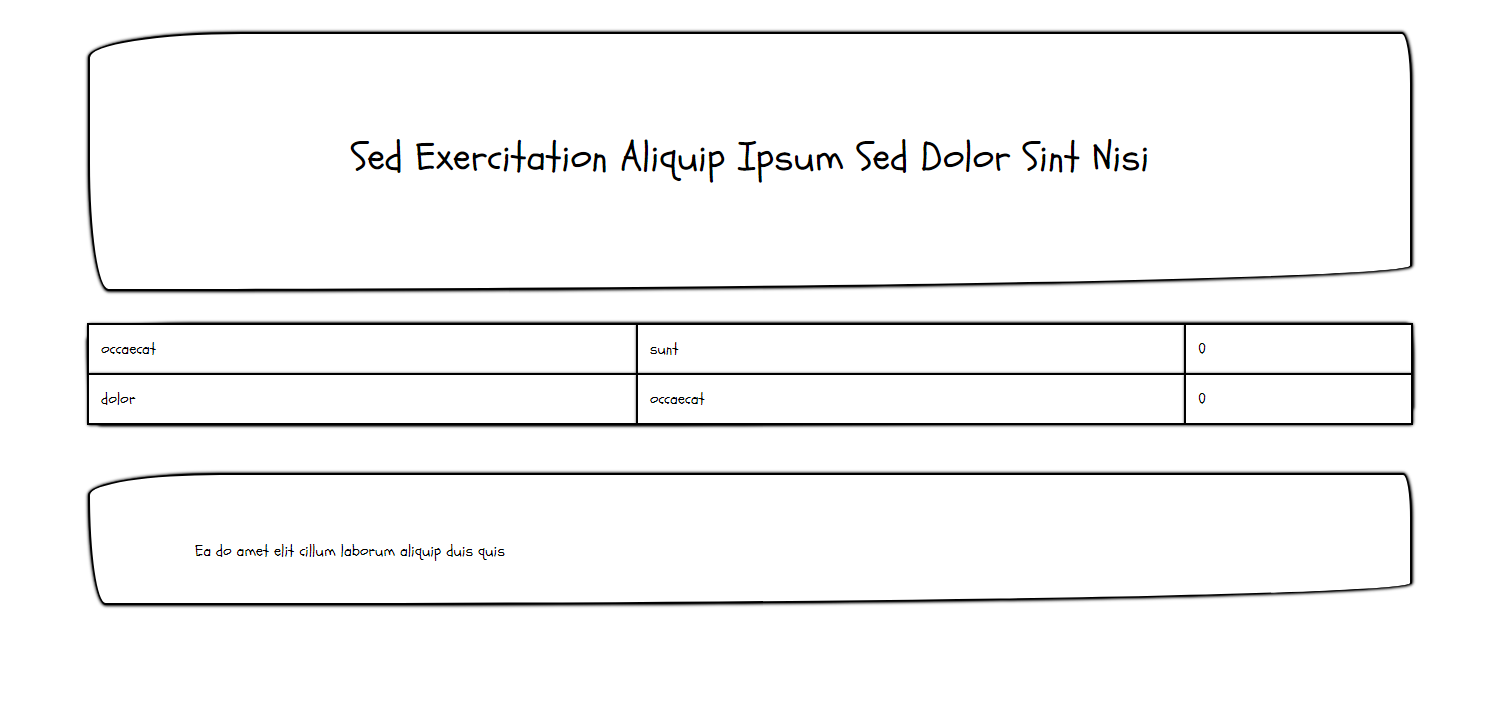 Sed Exercitation Aliquip Ipsum Sed Dolor Sint Nisi
occaecat sunt 0
dolor occaecat 0
Ea do amet elit cillum laborum aliquip duis quis